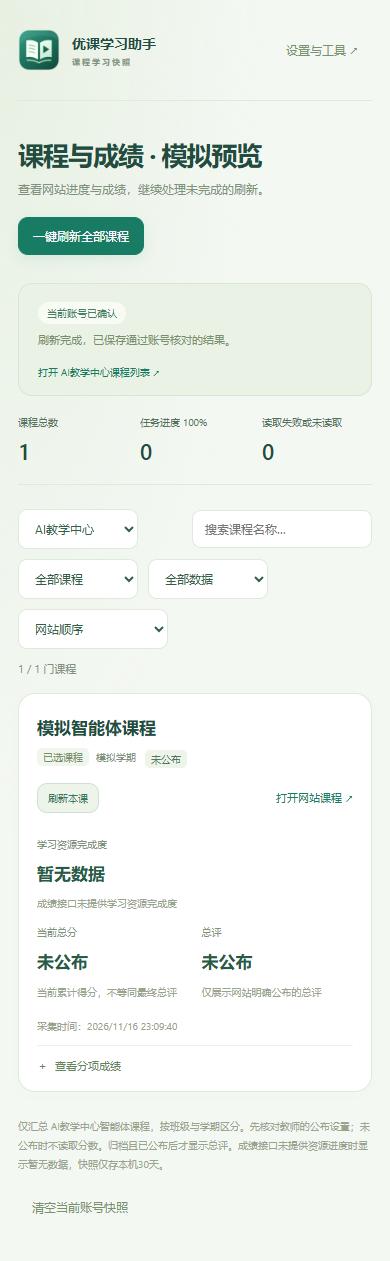 优课学习助手
课程学习快照
设置与工具 ↗
课程与成绩 · 模拟预览
查看网站进度与成绩，继续处理未完成的刷新。
一键刷新全部课程
当前账号已确认
刷新完成，已保存通过账号核对的结果。
打开 AI教学中心课程列表 ↗
课程总数 任务进度 100% 读取失败或未读取
1 0 0
AI教学中心 搜索课程名称...
全部课程 全部数据
网站顺序
1 / 1 门课程
模拟智能体课程
已选课程 模拟学期 未公布
刷新本课 打开网站课程 ↗
学习资源完成度
暂无数据
成绩接口未提供学习资源完成度
当前总分 总评
未公布 未公布
当前累计得分，不等同最终总评 仅展示网站明确公布的总评
采集时间：2026/11/16 23:09:40
+ 查看分项成绩
仅汇总 AI教学中心智能体课程，按班级与学期区分。先核对教师的公布设置；未
公布时不读取分数。归档且已公布后才显示总评。成绩接口未提供资源进度时显
示暂无数据，快照仅存本机30天。
清空当前账号快照